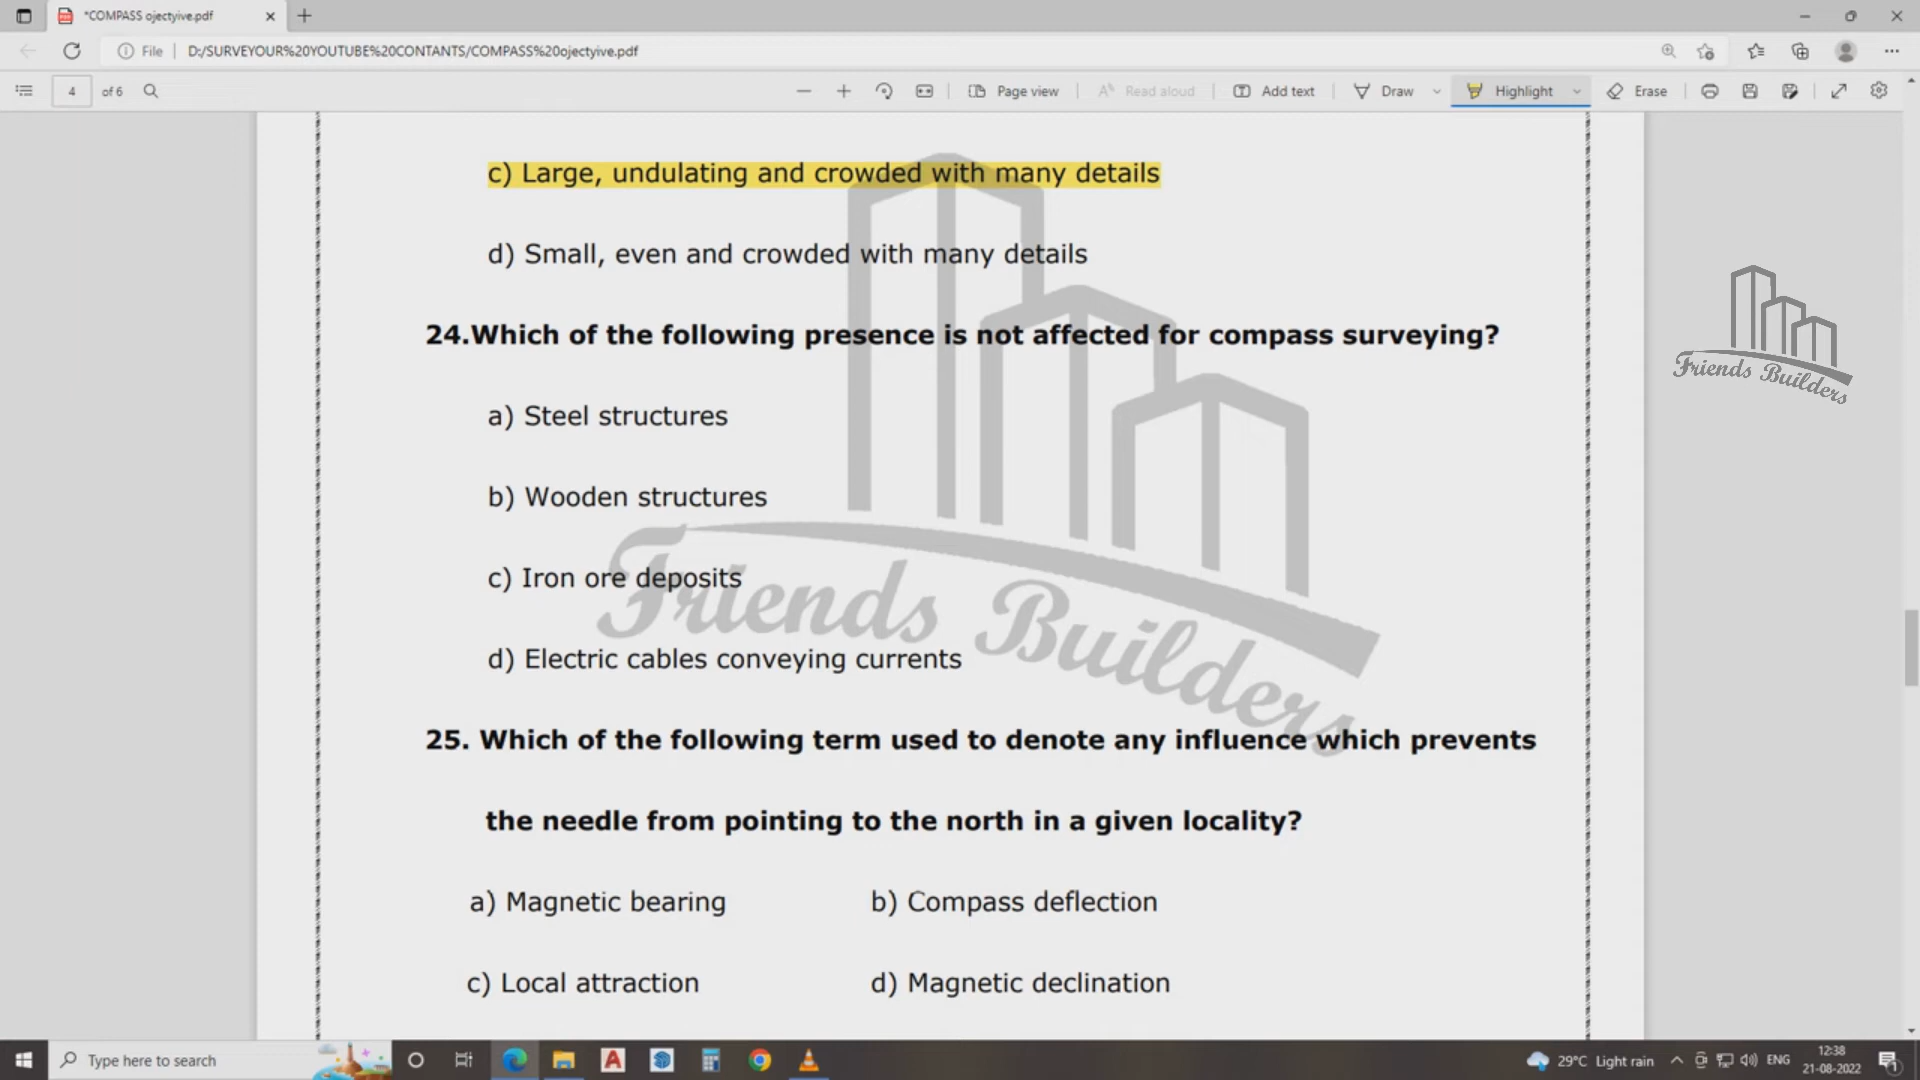 *COMPASS ojectyive.pdf
File
D:/SURVEYOUR%20YOUTUBE%20CONTANTS/COMPASS%20ojectyive.pdf
4 of 6
Page view
Read aloud
Add text
Draw
Highlight
Erase
c) Large, undulating and crowded with many details
d) Small, even and crowded with many details
24.Which of the following presence is not affected for compass surveying?
a) Steel structures
b) Wooden structures
c) Iron ore deposits
d) Electric cables conveying currents
25. Which of the following term used to denote any influence which prevents
the needle from pointing to the north in a given locality?
a) Magnetic bearing b) Compass deflection
c) Local attraction d) Magnetic declination
Friends Builders
Friends Builders
Type here to search
29°C Light rain
ENG
12:38
21-08-2022